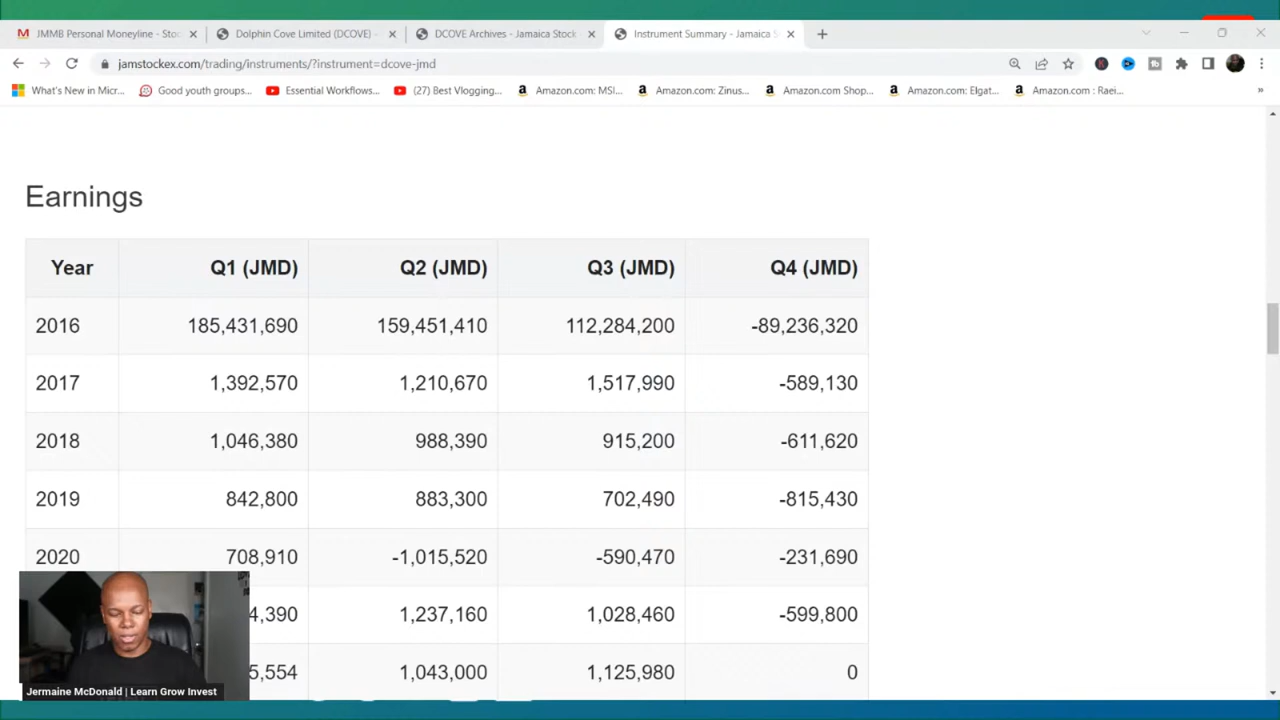 JMMB Personal Moneyline - Stoc
Dolphin Cove Limited (DCOVE) -
DCOVE Archives - Jamaica Stock
Instrument Summary - Jamaica S
jamstockex.com/trading/instruments/?instrument=dcove-jmd
What's New in Micr...
Good youth groups...
Essential Workflows...
(27) Best Vlogging...
Amazon.com: MSI...
Amazon.com: Zinus...
Amazon.com Shop...
Amazon.com: Elgat...
Amazon.com : Raei...
Earnings
Year Q1 (JMD) Q2 (JMD) Q3 (JMD) Q4 (JMD)
2016 185,431,690 159,451,410 112,284,200 -89,236,320
2017 1,392,570 1,210,670 1,517,990 -589,130
2018 1,046,380 988,390 915,200 -611,620
2019 842,800 883,300 702,490 -815,430
2020 708,910 -1,015,520 -590,470 -231,690
4,390 1,237,160 1,028,460 -599,800
5,554 1,043,000 1,125,980 0
Jermaine McDonald | Learn Grow Invest